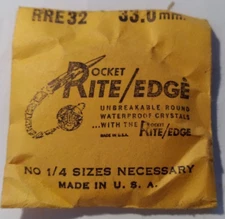 RRE32 33.0mm.
ROCKET
RITE/EDGE
UNBREAKABLE ROUND
WATERPROOF CRYSTALS
...WITH THE
RITE/EDGE
MADE IN U.S.A.
NO 1/4 SIZES NECESSARY
MADE IN U. S. A.